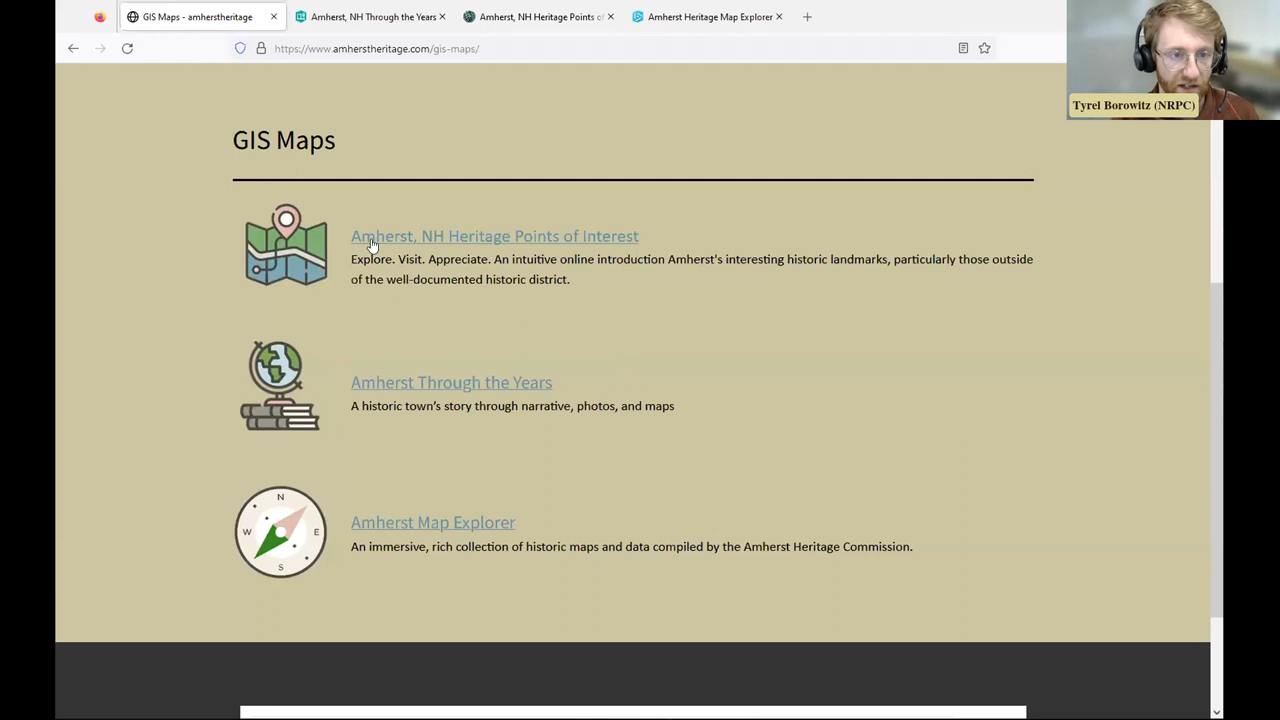 GIS Maps - amherstheritage
Amherst, NH Through the Years
Amherst, NH Heritage Points of
Amherst Heritage Map Explorer
https://www.amherstheritage.com/gis-maps/
Tyrel Borowitz (NRPC)
GIS Maps
Amherst, NH Heritage Points of Interest
Explore. Visit. Appreciate. An intuitive online introduction Amherst's interesting historic landmarks, particularly those outside
of the well-documented historic district.
Amherst Through the Years
A historic town's story through narrative, photos, and maps
N
W E
S
Amherst Map Explorer
An immersive, rich collection of historic maps and data compiled by the Amherst Heritage Commission.